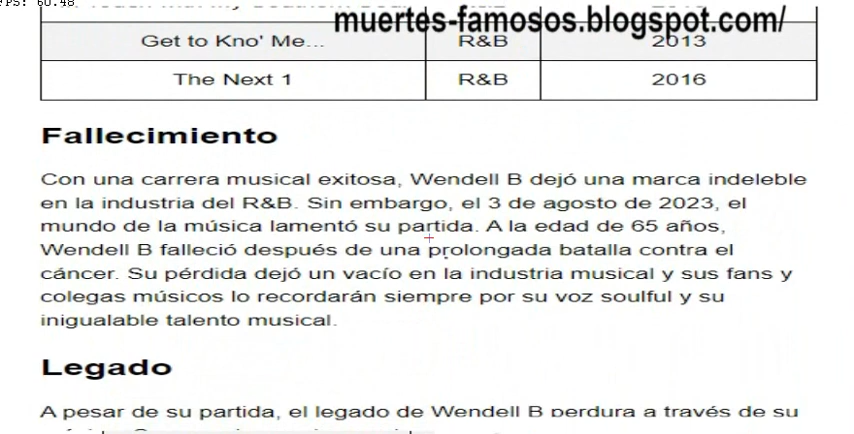 FPS: 60.48
muertes-famosos.blogspot.com/
Get to Kno' Me... R&B 2013
The Next 1 R&B 2016
Fallecimiento
Con una carrera musical exitosa, Wendell B dejó una marca indeleble
en la industria del R&B. Sin embargo, el 3 de agosto de 2023, el
mundo de la música lamentó su partida. A la edad de 65 años,
Wendell B falleció después de una prolongada batalla contra el
cáncer. Su pérdida dejó un vacío en la industria musical y sus fans y
colegas músicos lo recordarán siempre por su voz soulful y su
inigualable talento musical.
Legado
A pesar de su partida, el legado de Wendell B perdura a través de su